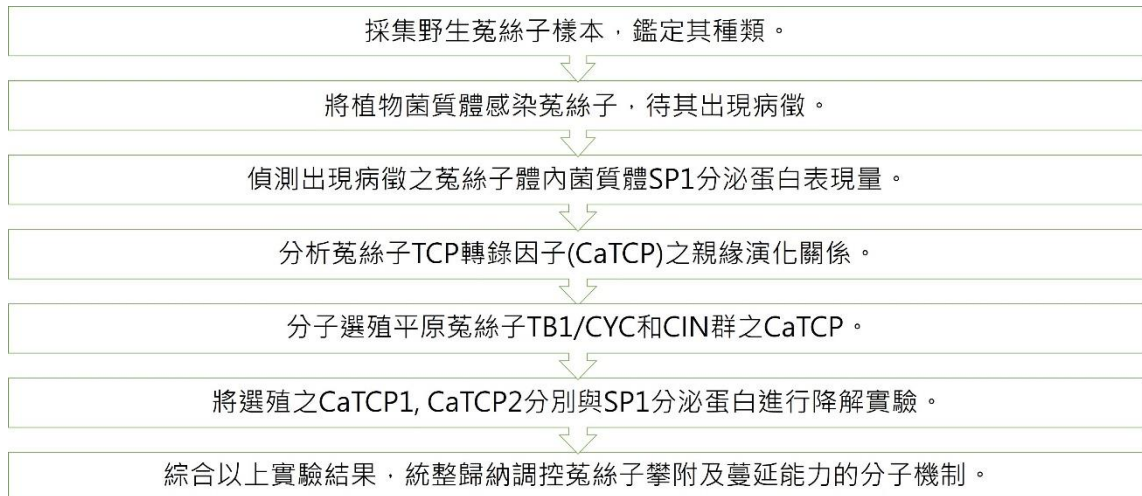 採集野生菟絲子樣本，鑑定其種類。
將植物菌質體感染菟絲子，待其出現病徵。
偵測出現病徵之菟絲子體內菌質體SP1分泌蛋白表現量。
分析菟絲子TCP轉錄因子(CaTCP)之親緣演化關係。
分子選殖平原菟絲子TB1/CYC和CIN群之CaTCP。
將選殖之CaTCP1, CaTCP2分別與SP1分泌蛋白進行降解實驗。
綜合以上實驗結果，統整歸納調控菟絲子攀附及蔓延能力的分子機制。